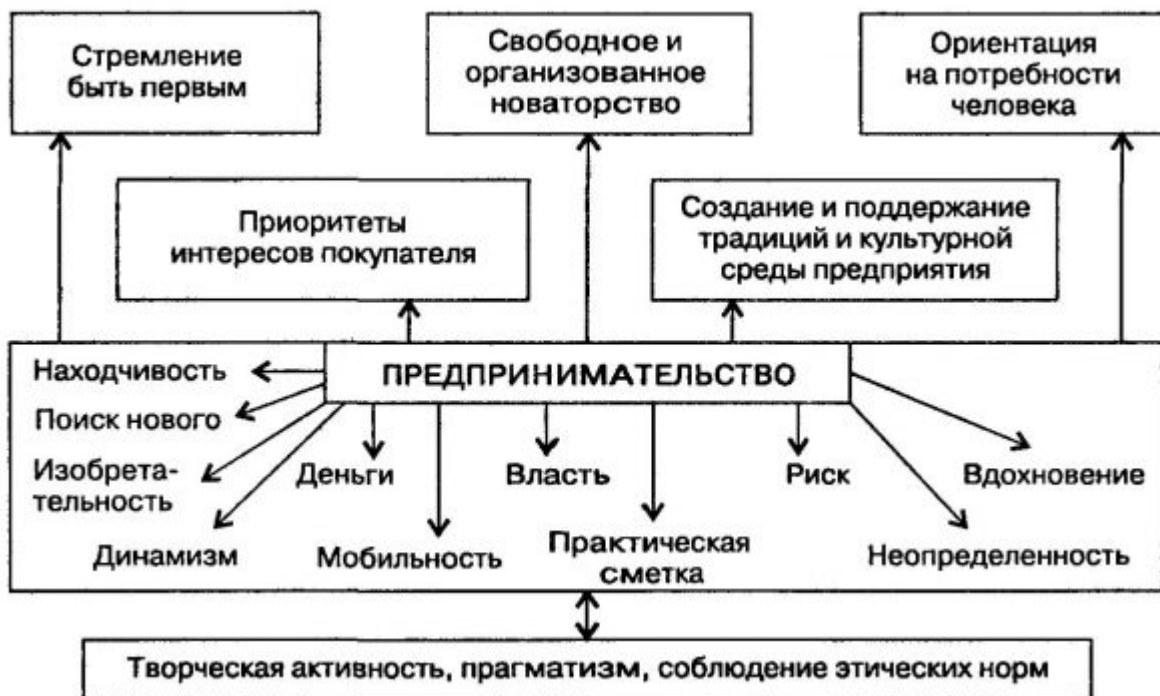 Стремление
быть первым
Свободное и
организованное
новаторство
Ориентация
на потребности
человека
Приоритеты
интересов покупателя
Создание и поддержание
традиций и культурной
среды предприятия
ПРЕДПРИНИМАТЕЛЬСТВО
Находчивость
Поиск нового
Изобрета-
тельность
Динамизм
Деньги
Мобильность
Власть
Практическая
сметка
Риск
Вдохновение
Неопределенность
Творческая активность, прагматизм, соблюдение этических норм